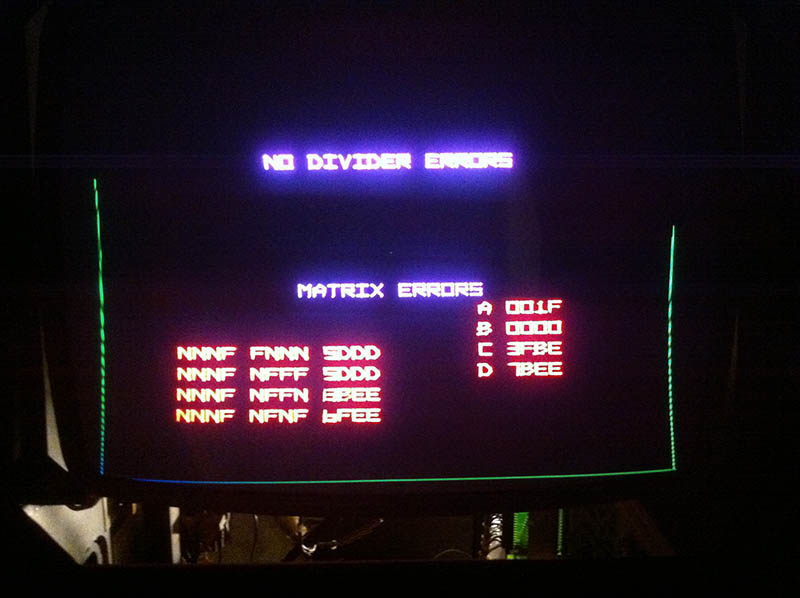 NO DIVIDER ERRORS
MATRIX ERRORS
A 001F
B 0000
C 3FBE
D 7BEE
NNNF FNNN 5DDD
NNNF NFFF 5DDD
NNNF NFFN
NNNF NFNF 6FEE